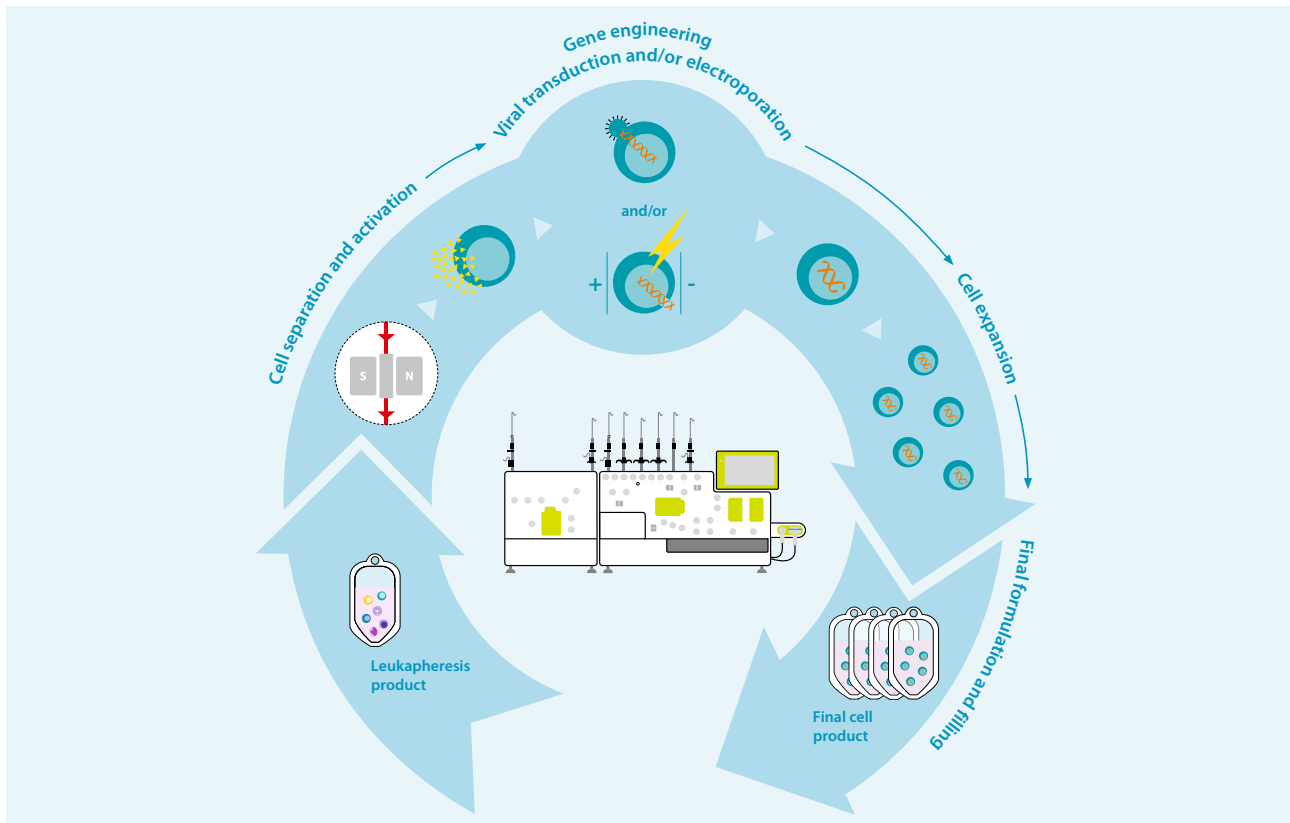 Gene engineering
Viral transduction and/or electroporation
Cell separation and activation
and/or
+
-
S
N
Cell expansion
Leukapheresis
product
Final formulation and filling
Final cell
product